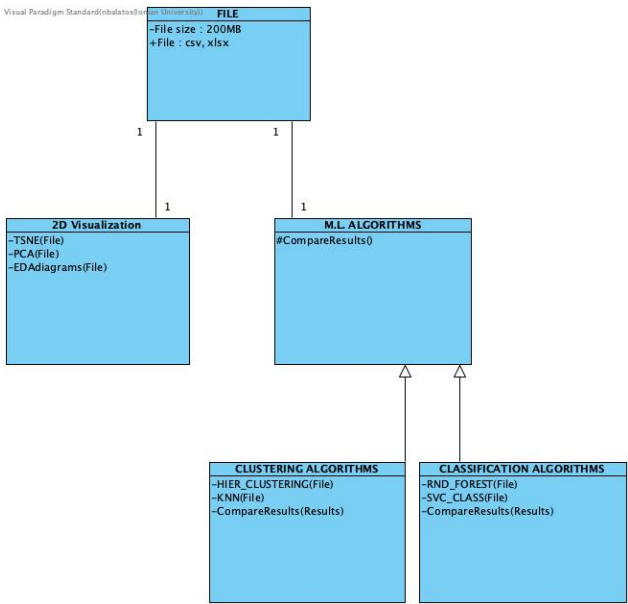 Visual Paradigm Standard(nbalatos(Ionian University))
FILE
-File size : 200MB
+File : csv, xlsx
1
1
1
1
2D Visualization
-TSNE(File)
-PCA(File)
-EDAdiagrams(File)
M.L. ALGORITHMS
#CompareResults()
CLUSTERING ALGORITHMS
-HIER_CLUSTERING(File)
-KNN(File)
-CompareResults(Results)
CLASSIFICATION ALGORITHMS
-RND_FOREST(File)
-SVC_CLASS(File)
-CompareResults(Results)